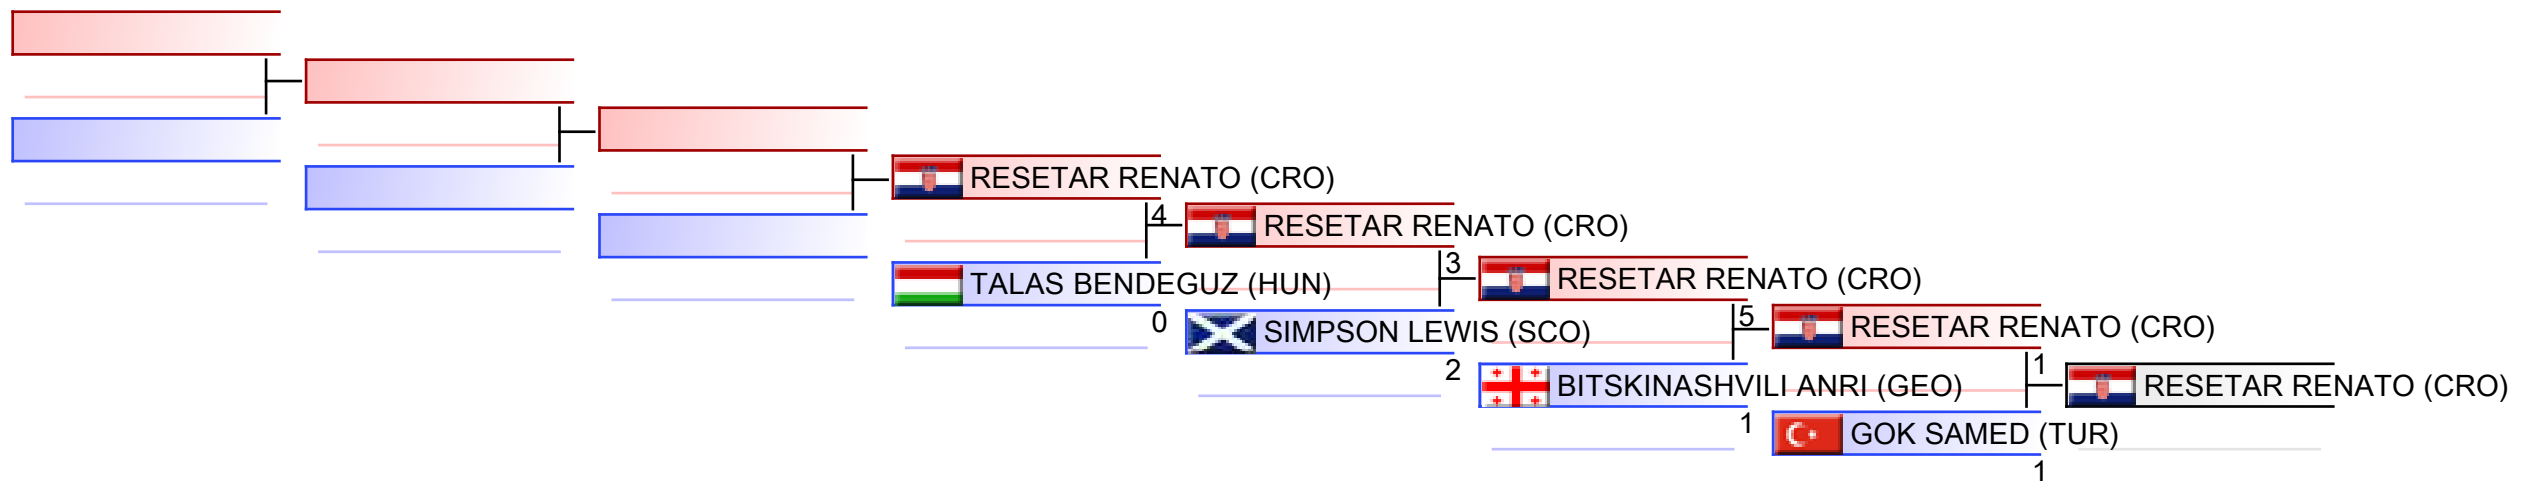 RESETAR RENATO (CRO)
4
RESETAR RENATO (CRO)
TALAS BENDEGUZ (HUN)
0
3
RESETAR RENATO (CRO)
SIMPSON LEWIS (SCO)
2
5
RESETAR RENATO (CRO)
BITSKINASHVILI ANRI (GEO)
1
1
RESETAR RENATO (CRO)
GOK SAMED (TUR)
1